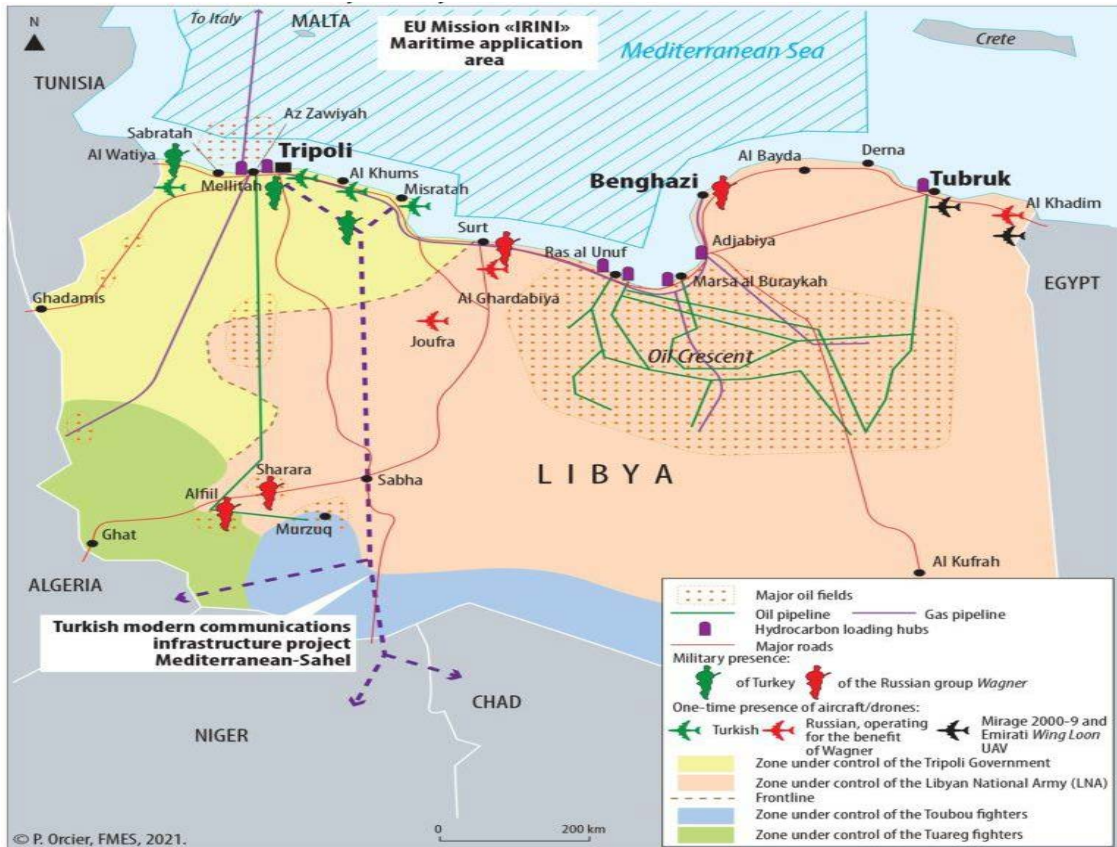 N
To Italy
MALTA
EU Mission «IRINI»
Maritime application
area
Mediterranean Sea
Crete
TUNISIA
Az Zawiyah
Sabratah
Al Watiya
Tripoli
Mellitah
Al Khums
Misratah
Al Bayda
Derna
Benghazi
Tubruk
Al Khadim
Surt
Ras al Unuf
Adjabiya
Marsa al Buraykah
EGYPT
Ghadamis
Al Ghardabiya
Joufra
Oil Crescent
LIBYA
Sharara
Sabha
Alfiil
Murzuq
Ghat
Al Kufrah
ALGERIA
Turkish modern communications
infrastructure project
Mediterranean-Sahel
CHAD
NIGER
Major oil fields
Oil pipeline
Gas pipeline
Hydrocarbon loading hubs
Major roads
Military presence:
of Turkey
of the Russian group Wagner
One-time presence of aircraft/drones:
Turkish
Russian, operating
for the benefit
of Wagner
Mirage 2000-9 and
Emirati Wing Loon
UAV
Zone under control of the Tripoli Government
Zone under control of the Libyan National Army (LNA)
Frontline
Zone under control of the Toubou fighters
Zone under control of the Tuareg fighters
© P. Orcier, FMES, 2021.
0 200 km